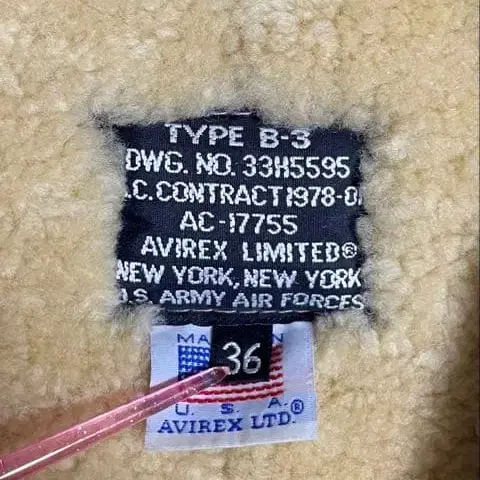 TYPE B-3
DWG. NO. 33H5595
.C. CONTRACT 1978-0
AC-17755
AVIREX LIMITED®
NEW YORK, NEW YORK
U.S. ARMY AIR FORCES
36
U. S. A.
AVIREX LTD.®